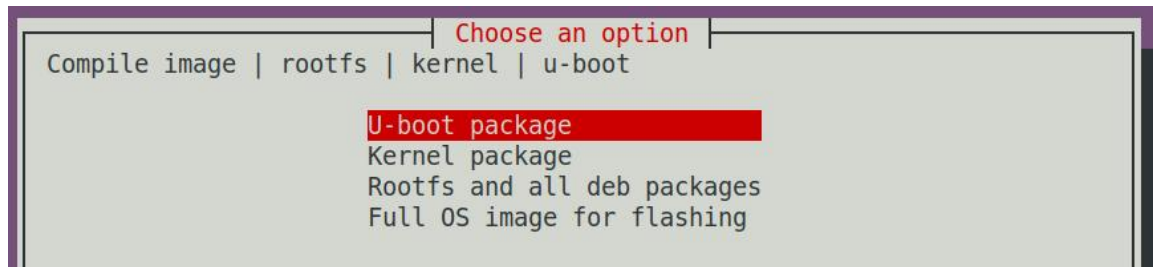 Choose an option
Compile image | rootfs | kernel | u-boot
U-boot package
Kernel package
Rootfs and all deb packages
Full OS image for flashing